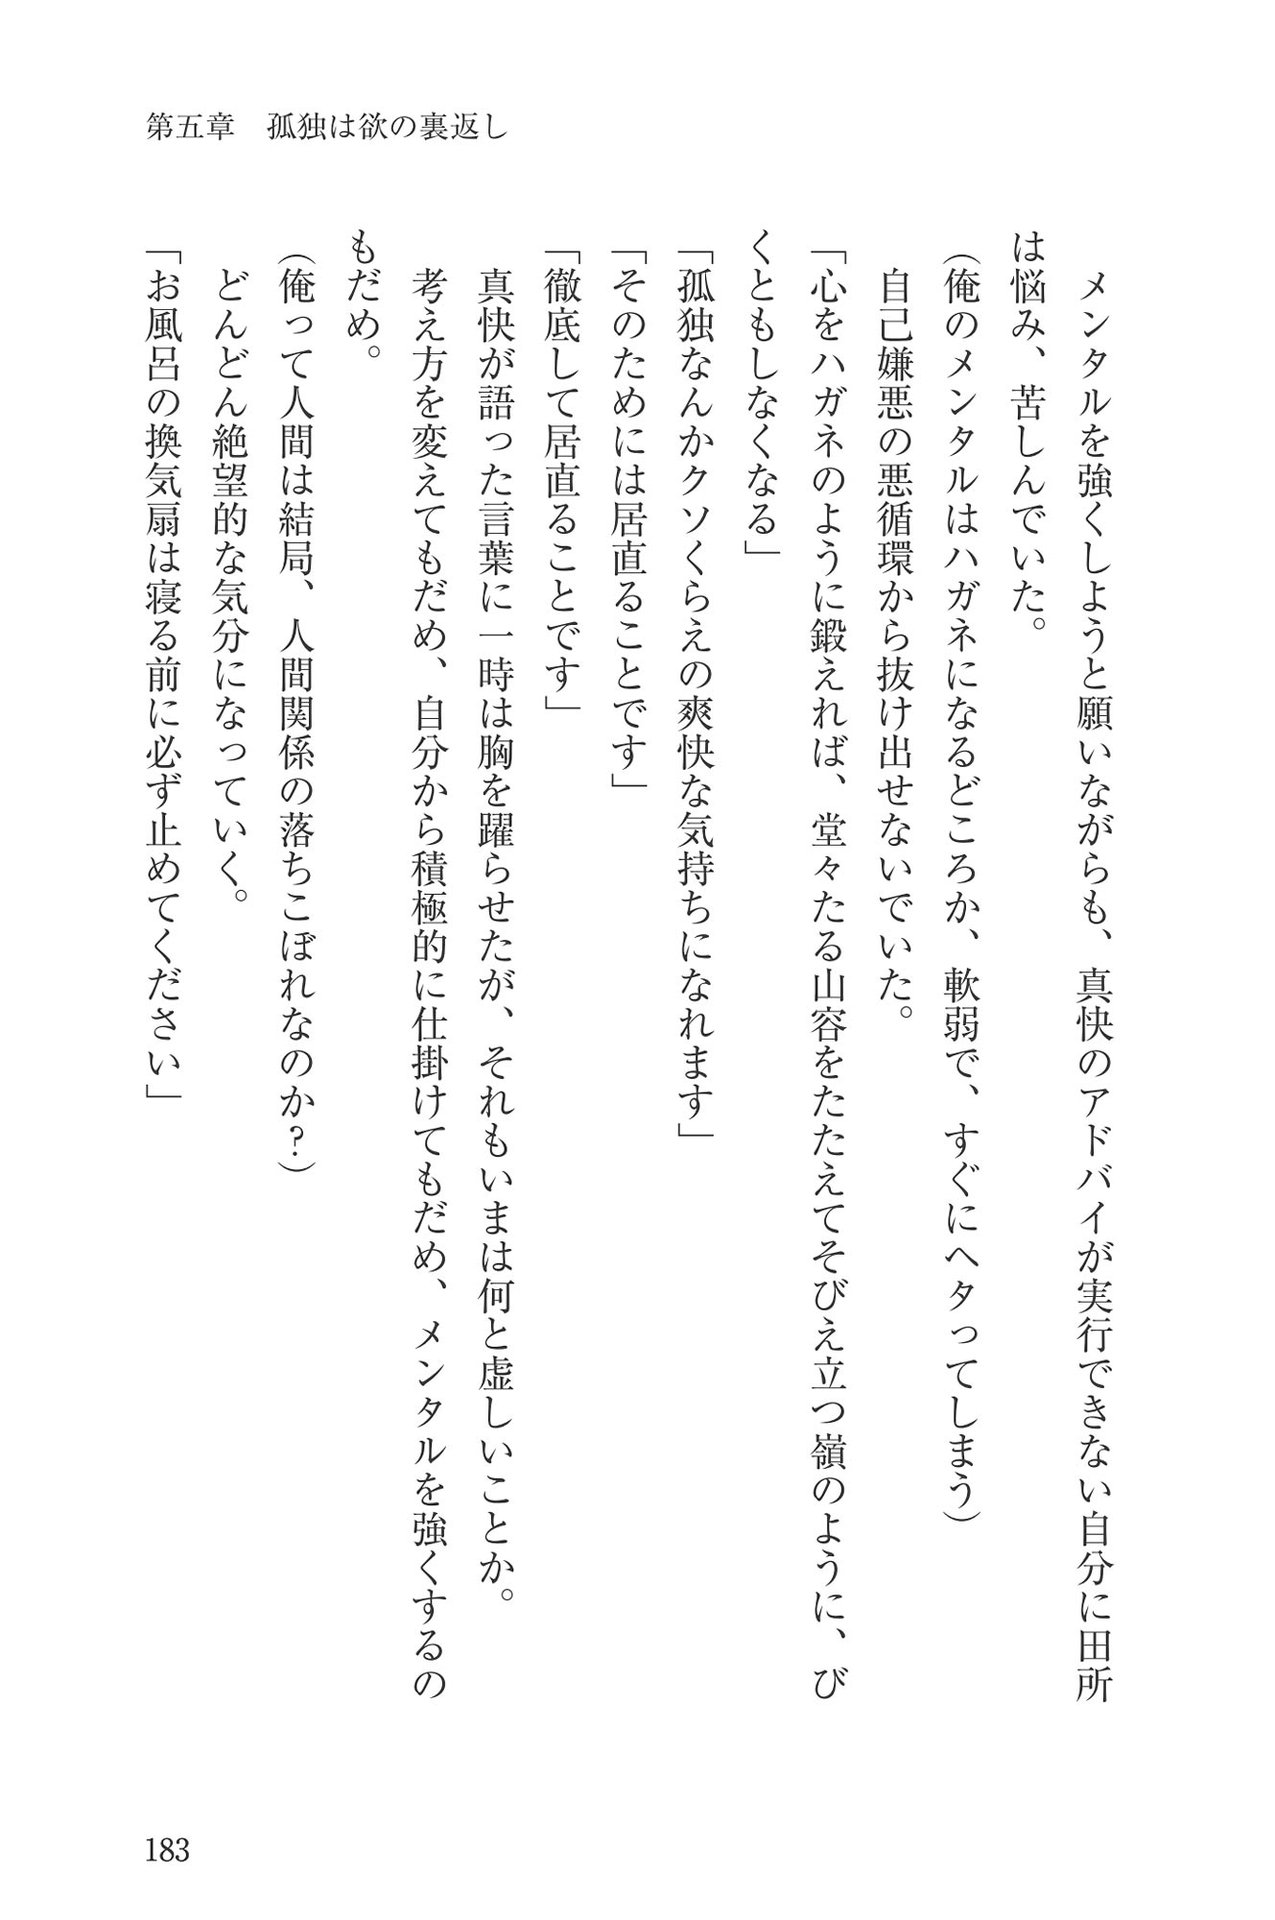 第五章　孤独は欲の裏返し
　メンタルを強くしようと願いながらも、真快のアドバイが実行できない自分に田所
は悩み、苦しんでいた。
（俺のメンタルはハガネになるどころか、軟弱で、すぐにヘタってしまう）
　自己嫌悪の悪循環から抜け出せないでいた。
「心をハガネのように鍛えれば、堂々たる山容をたたえてそびえ立つ嶺のように、び
くともしなくなる」
「孤独なんかクソくらえの爽快な気持ちになれます」
「そのためには居直ることです」
「徹底して居直ることです」
　真快が語った言葉に一時は胸を躍らせたが、それもいまは何と虚しいことか。
　考え方を変えてもだめ、自分から積極的に仕掛けてもだめ、メンタルを強くするの
もだめ。
（俺って人間は結局、人間関係の落ちこぼれなのか？）
　どんどん絶望的な気分になっていく。
「お風呂の換気扇は寝る前に必ず止めてください」
183